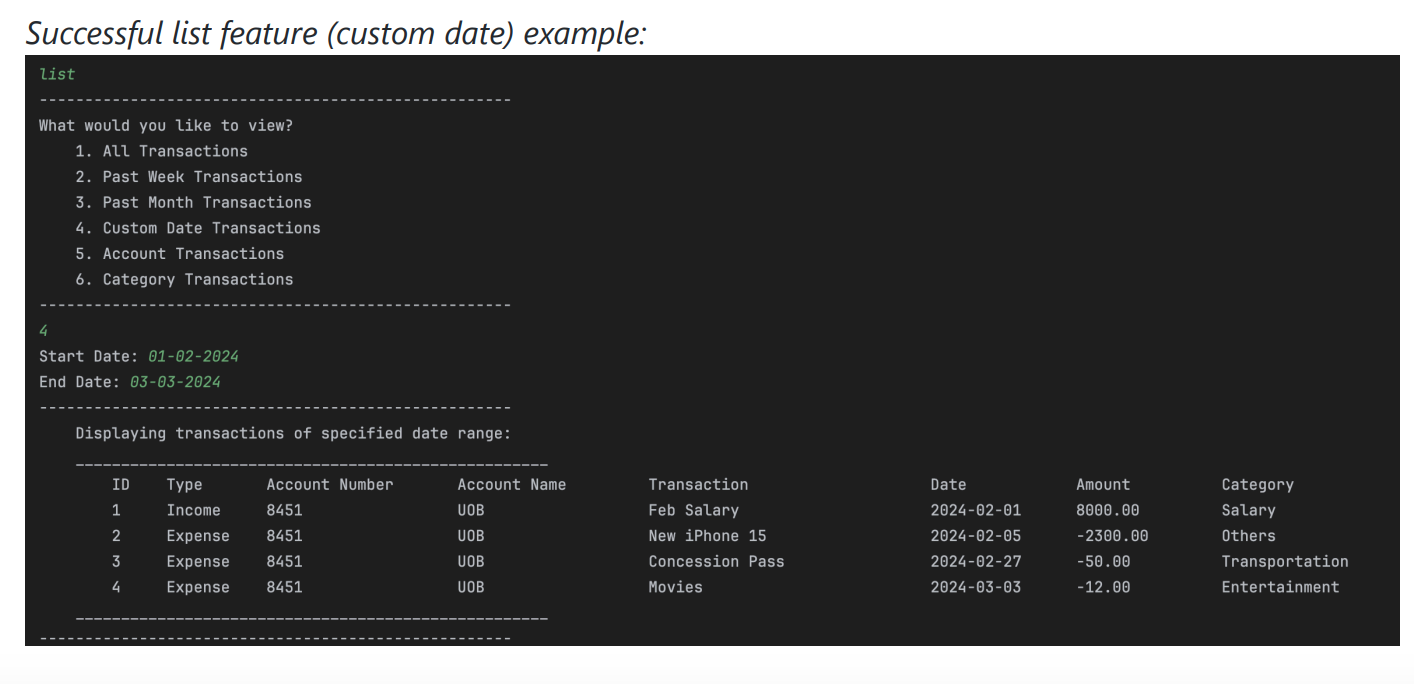 Successful list feature (custom date) example:
list
----------------------------------------------------
What would you like to view?
    1. All Transactions
    2. Past Week Transactions
    3. Past Month Transactions
    4. Custom Date Transactions
    5. Account Transactions
    6. Category Transactions
----------------------------------------------------
4
Start Date: 01-02-2024
End Date: 03-03-2024
----------------------------------------------------
    Displaying transactions of specified date range:
    ____________________________________________________
        ID    Type       Account Number       Account Name         Transaction                    Date            Amount          Category
        1     Income     8451                 UOB                  Feb Salary                     2024-02-01      8000.00         Salary
        2     Expense    8451                 UOB                  New iPhone 15                  2024-02-05      -2300.00        Others
        3     Expense    8451                 UOB                  Concession Pass                2024-02-27      -50.00          Transportation
        4     Expense    8451                 UOB                  Movies                         2024-03-03      -12.00          Entertainment
    ____________________________________________________
----------------------------------------------------